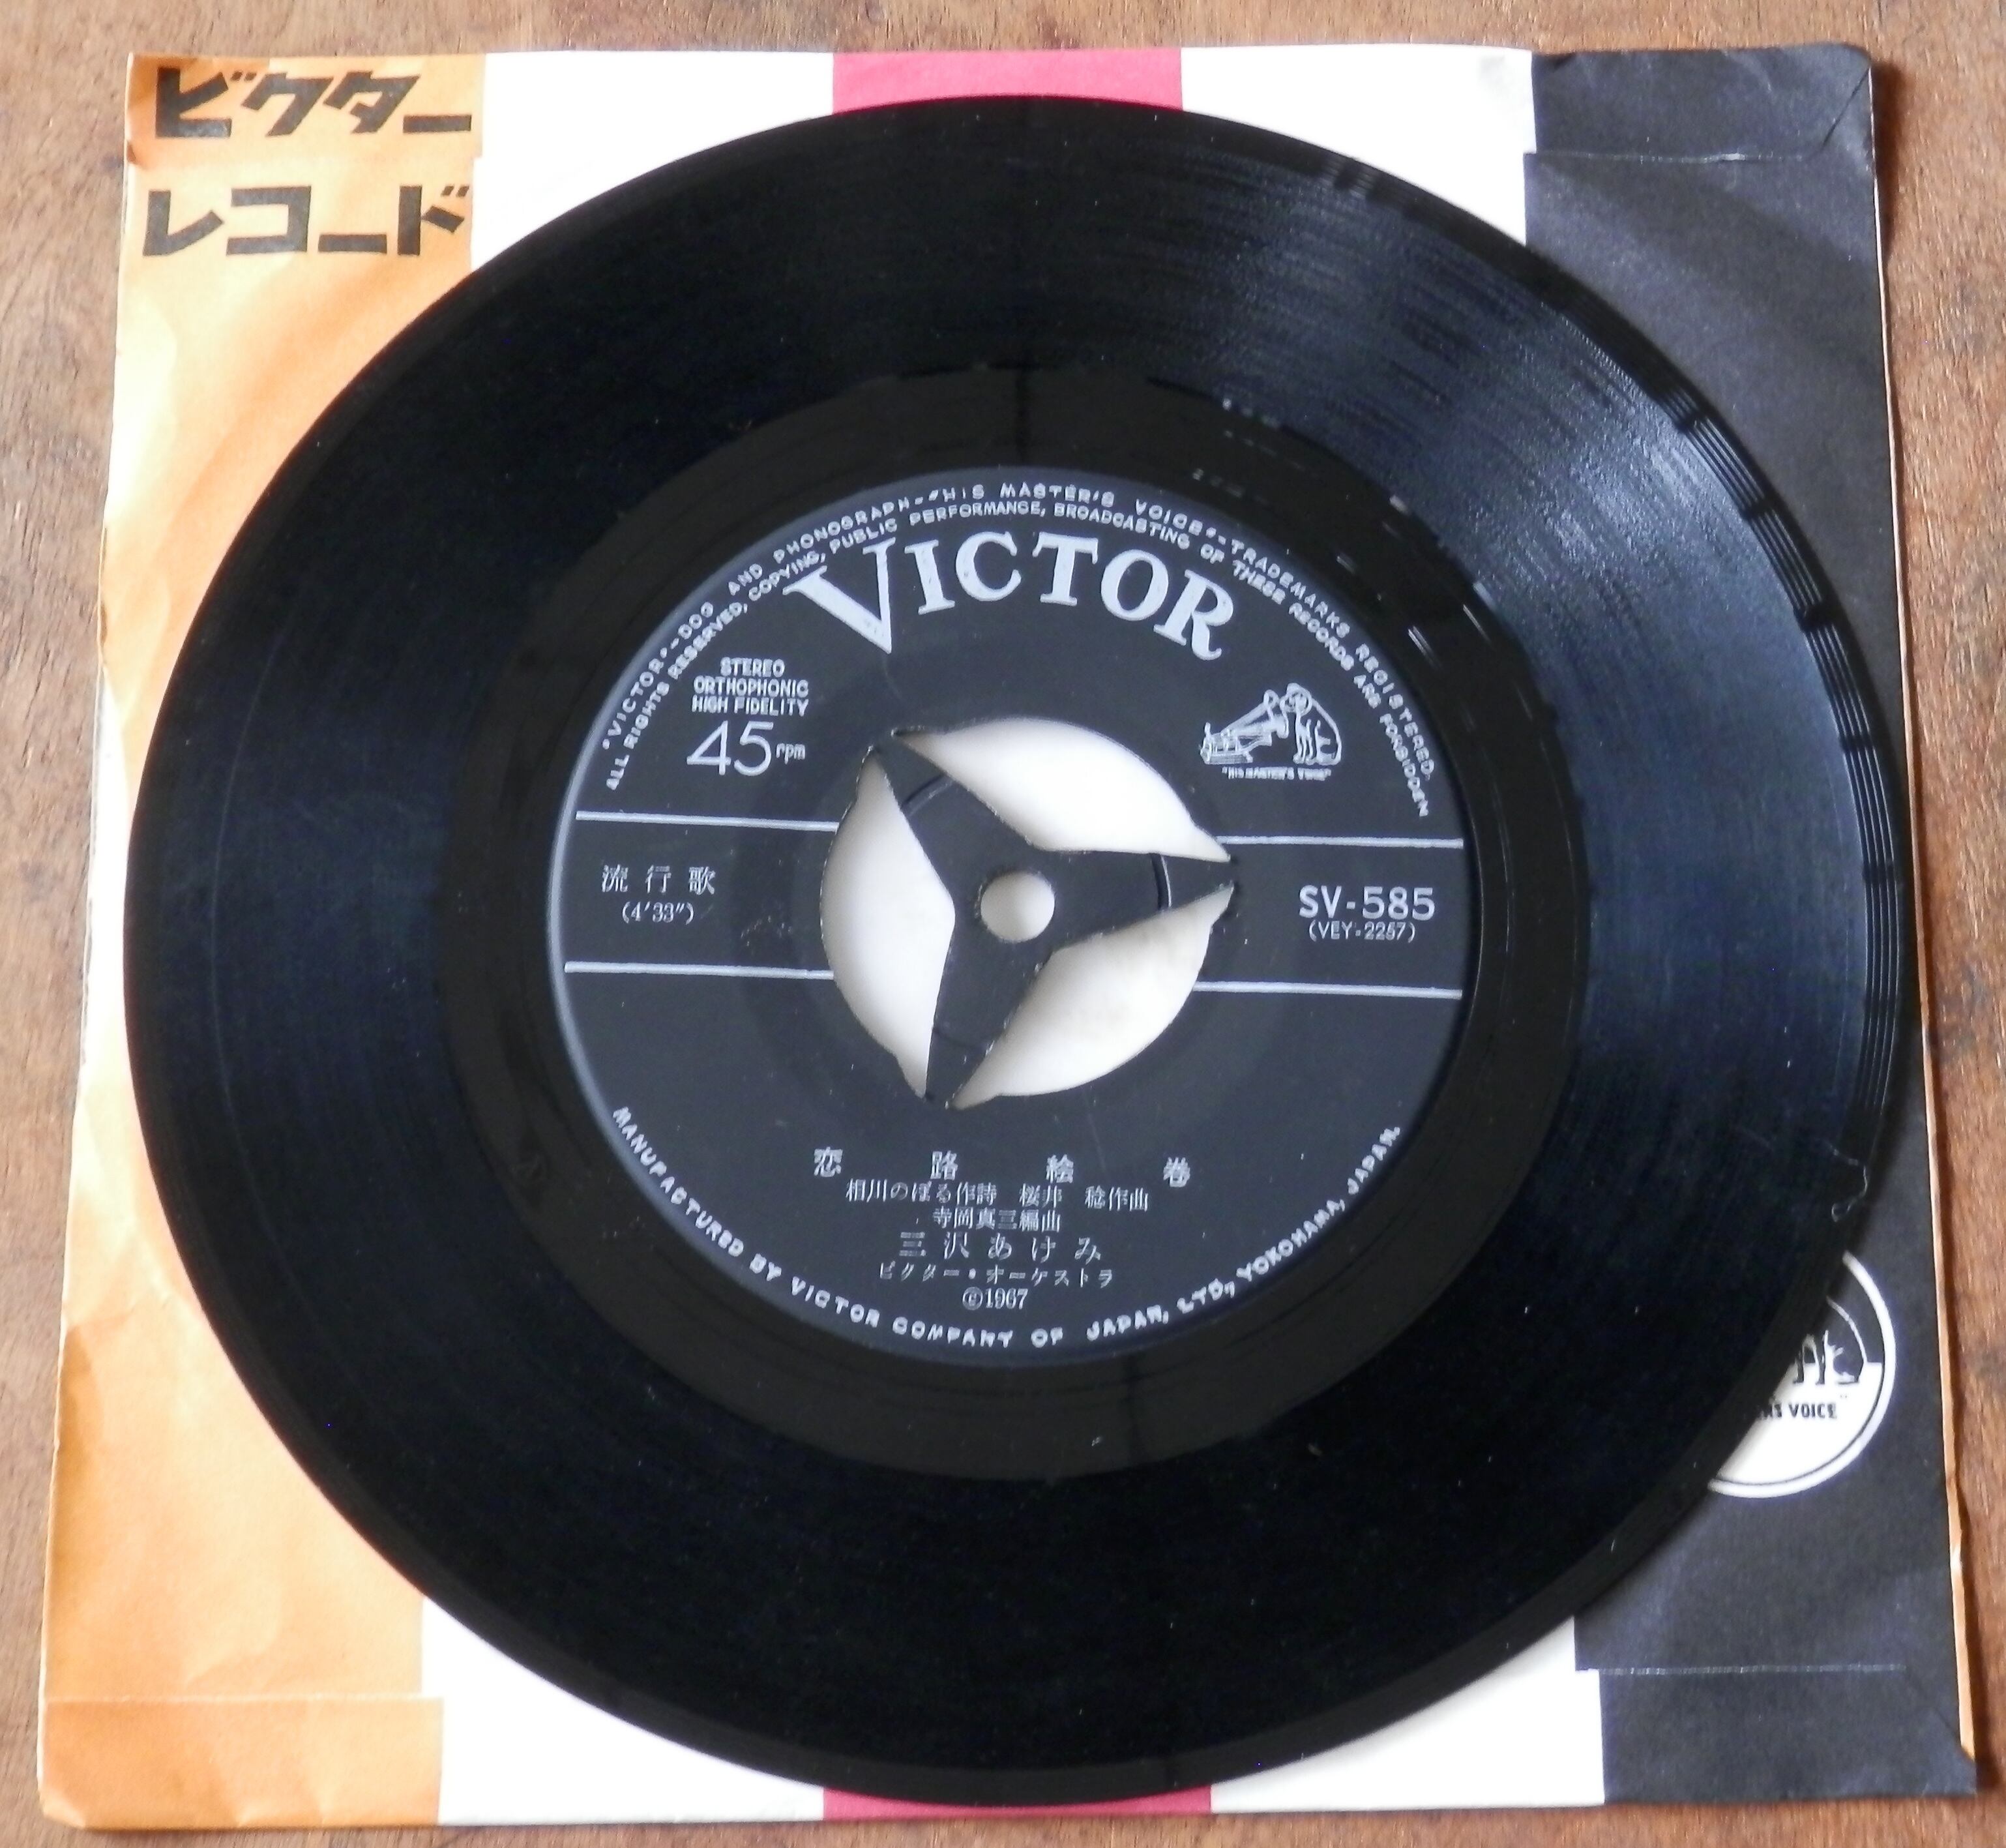 ビクター
レコード
"VICTOR"-DOG AND PHONOGRAPH-"HIS MASTER'S VOICE"-TRADEMARKS REGISTERED.
ALL RIGHTS RESERVED, COPYING, PUBLIC PERFORMANCE, BROADCASTING OF THESE RECORDS ARE FORBIDDEN
VICTOR
STEREO
ORTHOPHONIC
HIGH FIDELITY
45 rpm
"HIS MASTER'S VOICE"
流行歌
(4'33")
SV-585
(VEY-2257)
恋路絵巻
相川のぼる作詩 桜井 稔作曲
寺岡真三編曲
三沢あけみ
ビクター・オーケストラ
©1967
MANUFACTURED BY VICTOR COMPANY OF JAPAN, LTD., YOKOHAMA, JAPAN.
VOICE"